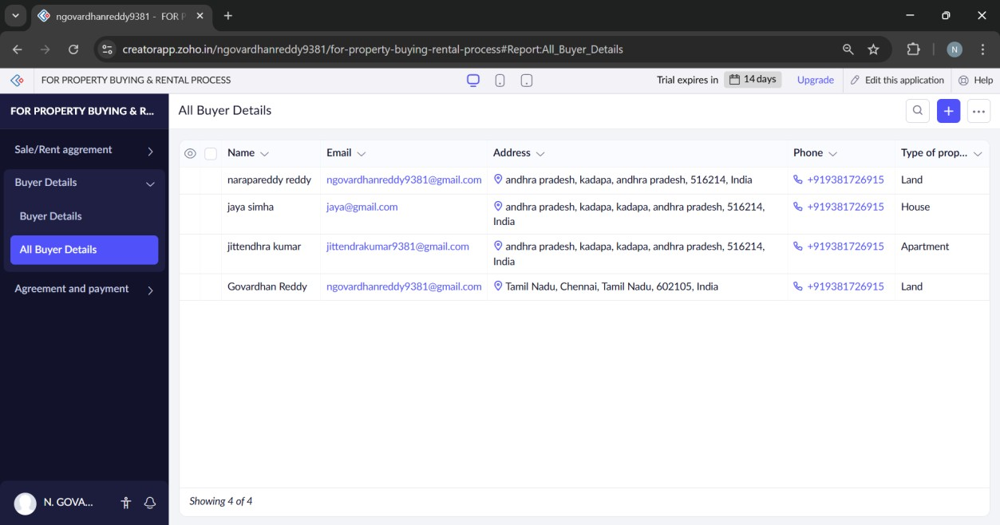 ngovardhanreddy9381 - FOR P
creatorapp.zoho.in/ngovardhanreddy9381/for-property-buying-rental-process#Report:All_Buyer_Details
N
FOR PROPERTY BUYING & RENTAL PROCESS
Trial expires in 14 days Upgrade Edit this application Help
FOR PROPERTY BUYING & R...
Sale/Rent aggrement
Buyer Details
Buyer Details
All Buyer Details
Agreement and payment
N. GOVA...
All Buyer Details
Name Email Address Phone Type of prop...
narapareddy reddy ngovardhanreddy9381@gmail.com andhra pradesh, kadapa, andhra pradesh, 516214, India +919381726915 Land
jaya simha jaya@gmail.com andhra pradesh, kadapa, kadapa, andhra pradesh, 516214, +919381726915 House
India
jittendhra kumar jittendrakumar9381@gmail.com andhra pradesh, kadapa, kadapa, andhra pradesh, 516214, +919381726915 Apartment
India
Govardhan Reddy ngovardhanreddy9381@gmail.com Tamil Nadu, Chennai, Tamil Nadu, 602105, India +919381726915 Land
Showing 4 of 4